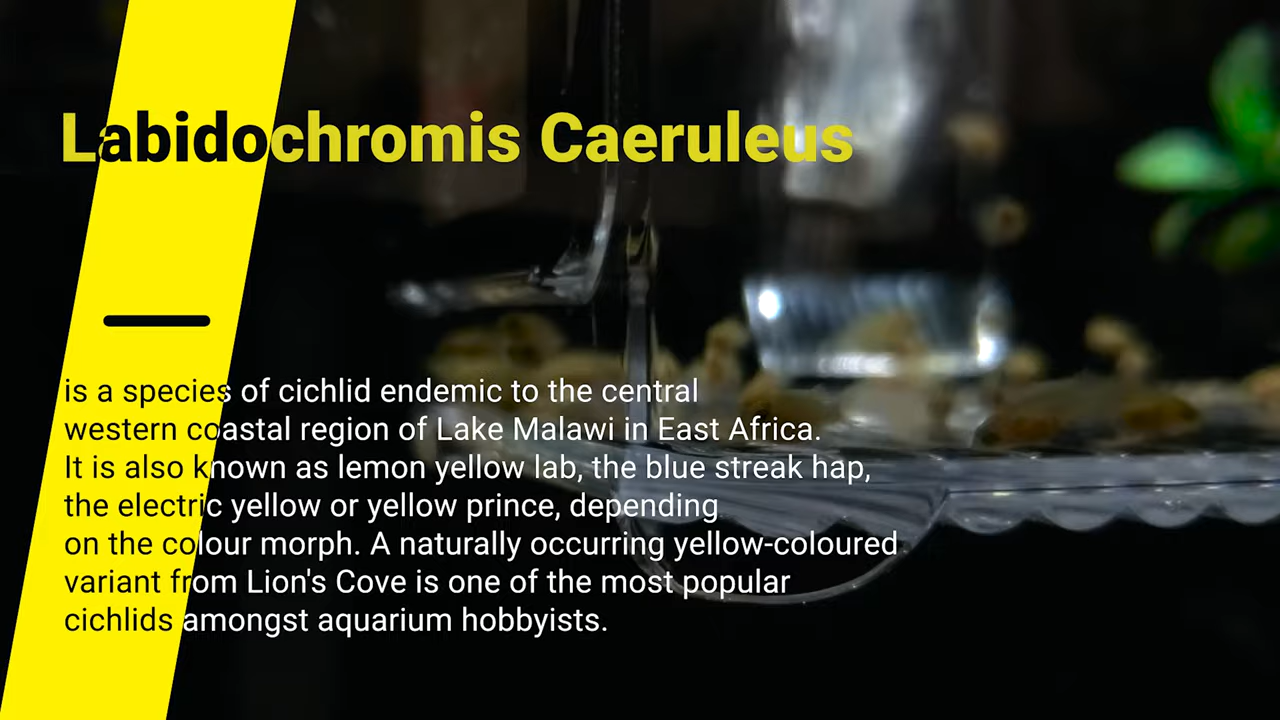 Labidochromis Caeruleus
is a species of cichlid endemic to the central
western coastal region of Lake Malawi in East Africa.
It is also known as lemon yellow lab, the blue streak hap,
the electric yellow or yellow prince, depending
on the colour morph. A naturally occurring yellow-coloured
variant from Lion's Cove is one of the most popular
cichlids amongst aquarium hobbyists.